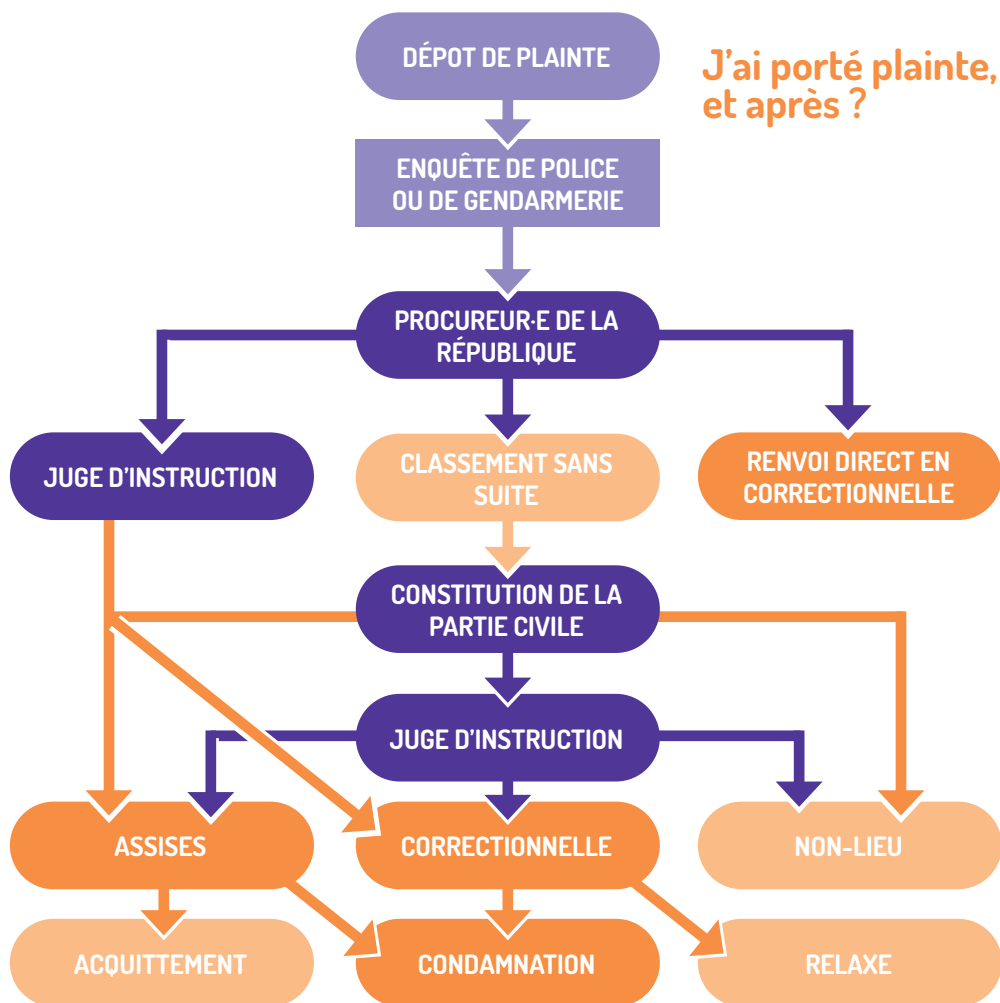 DÉPOT DE PLAINTE
J'ai porté plainte,
et après ?
ENQUÊTE DE POLICE
OU DE GENDARMERIE
PROCUREUR·E DE LA
RÉPUBLIQUE
JUGE D'INSTRUCTION
CLASSEMENT SANS
SUITE
RENVOI DIRECT EN
CORRECTIONNELLE
CONSTITUTION DE LA
PARTIE CIVILE
JUGE D'INSTRUCTION
ASSISES
CORRECTIONNELLE
NON-LIEU
ACQUITTEMENT
CONDAMNATION
RELAXE